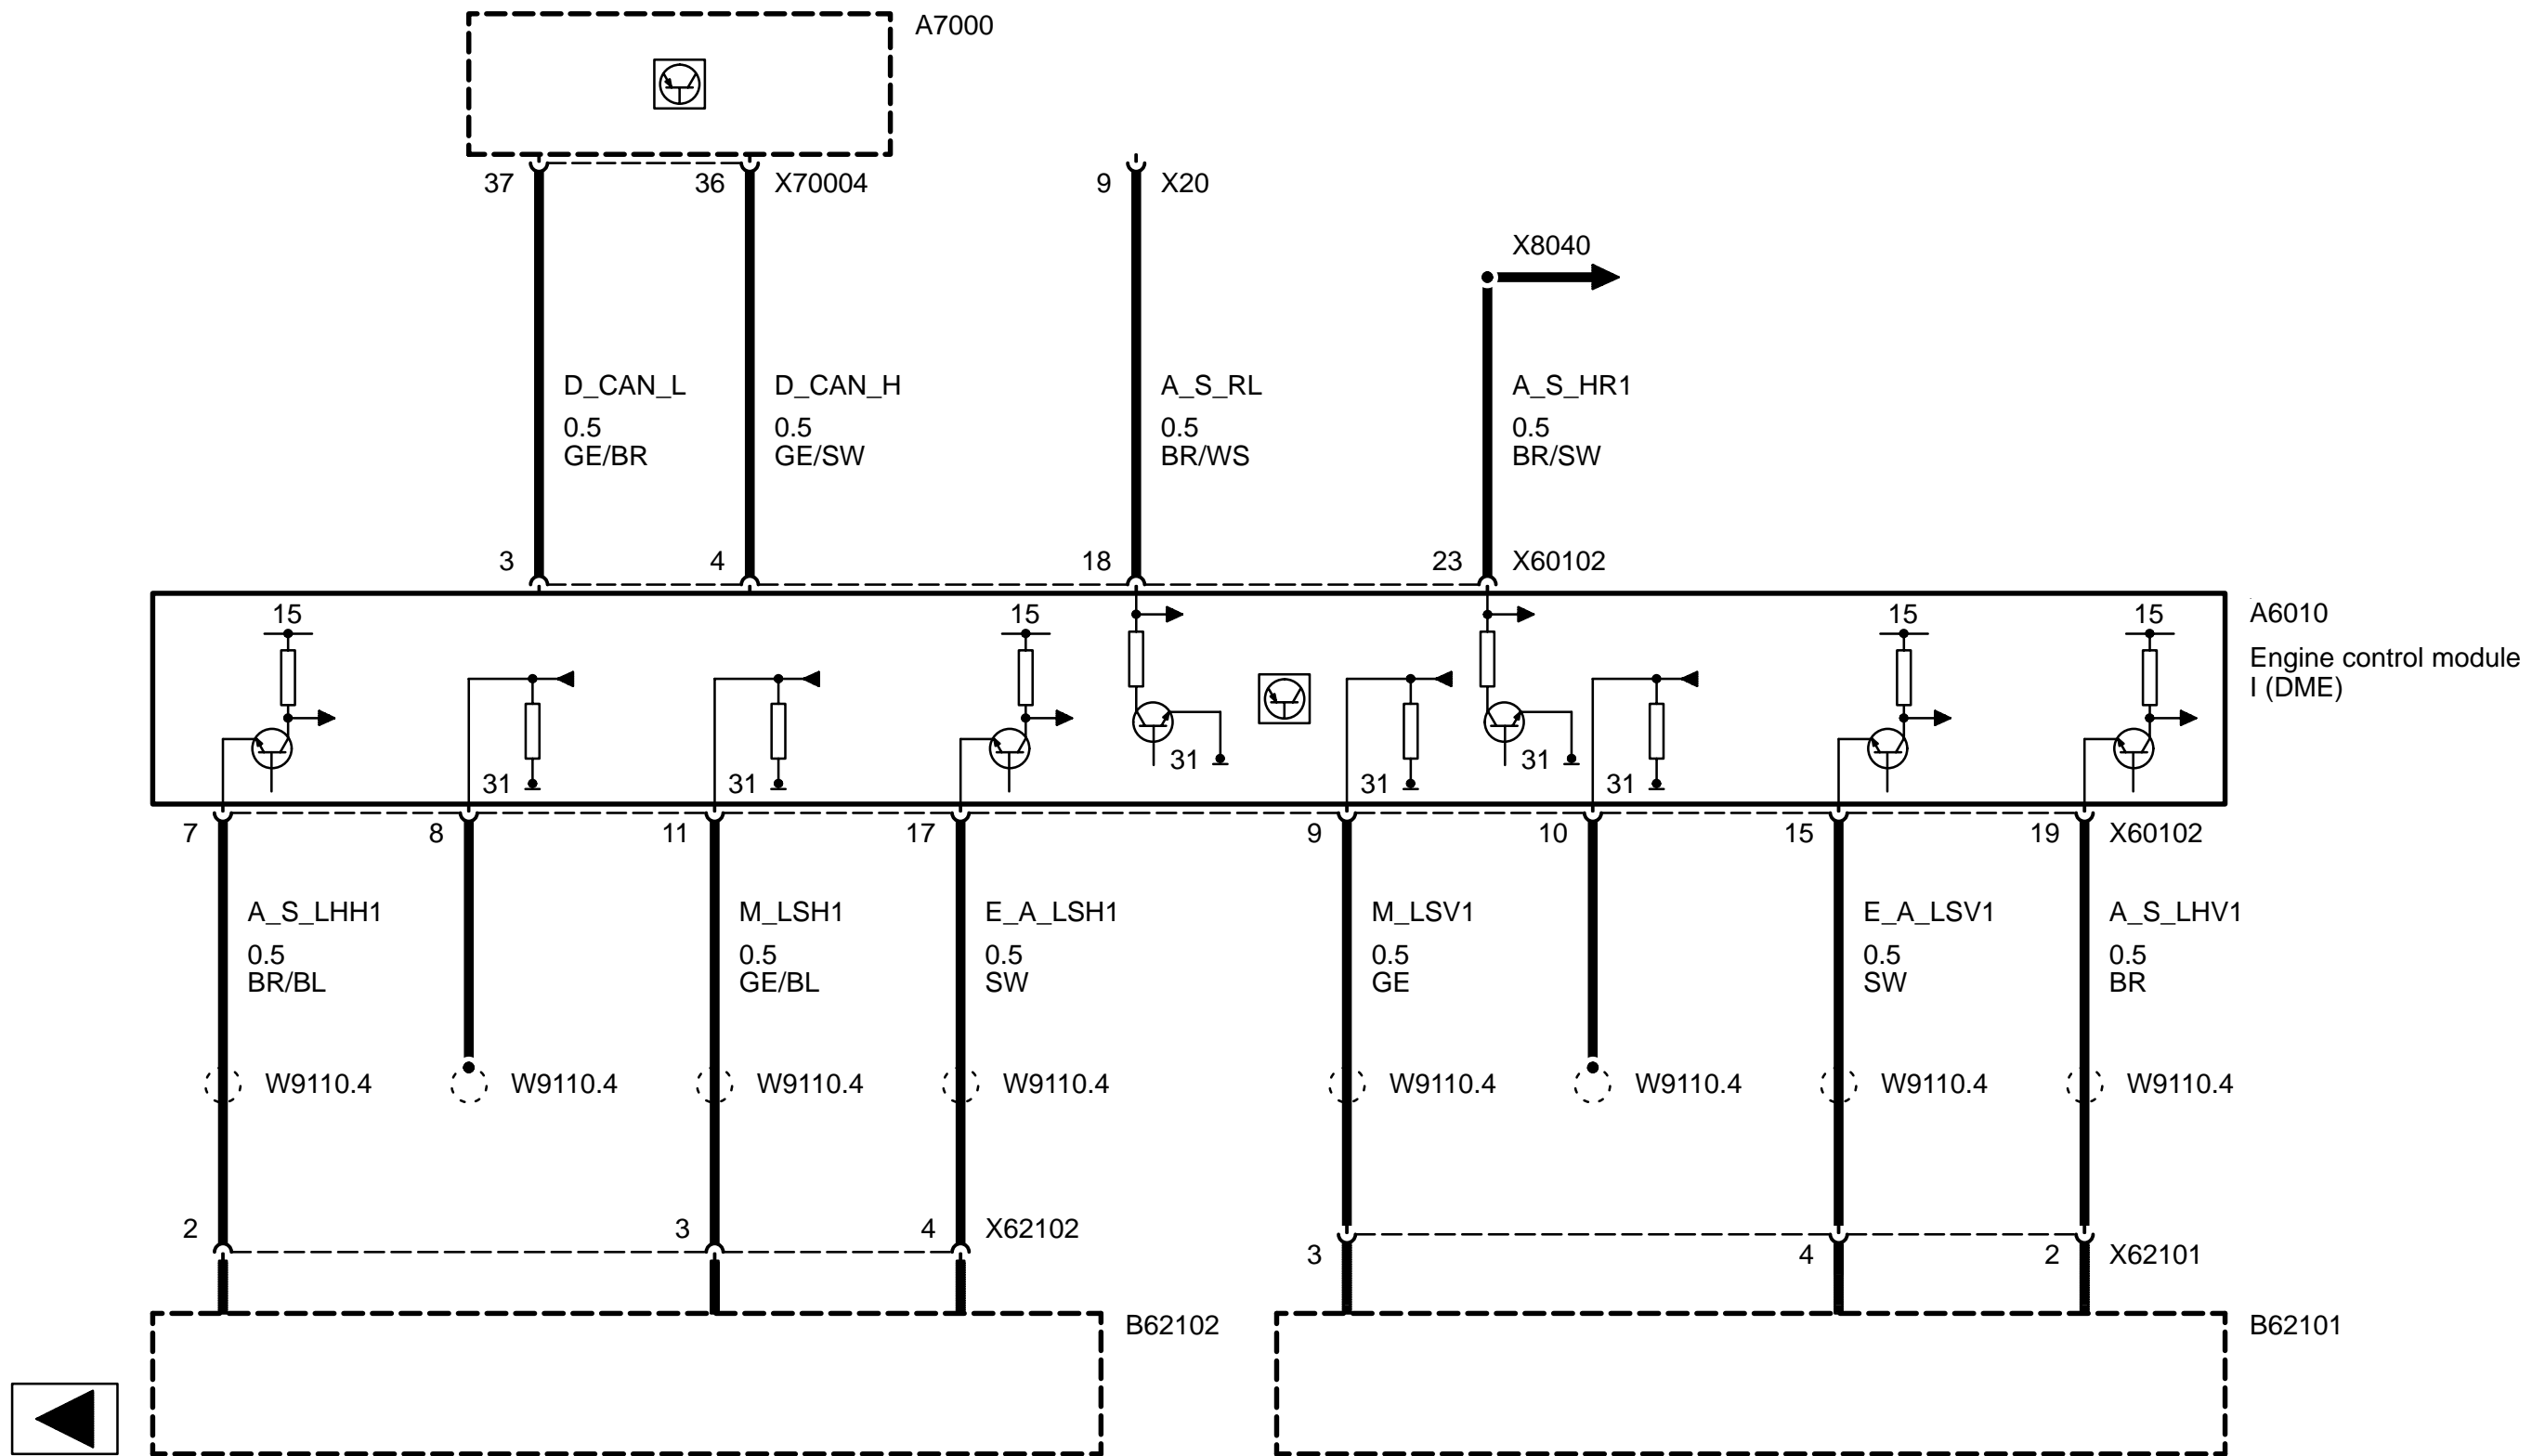 A7000
37
36
X70004
9
X20
X8040
D_CAN_L
0.5
GE/BR
D_CAN_H
0.5
GE/SW
A_S_RL
0.5
BR/WS
A_S_HR1
0.5
BR/SW
3
4
18
23
X60102
15
15
15
15
A6010
Engine control module
I (DME)
31
31
31
31
31
31
7
8
11
17
9
10
15
19
X60102
A_S_LHH1
0.5
BR/BL
M_LSH1
0.5
GE/BL
E_A_LSH1
0.5
SW
M_LSV1
0.5
GE
E_A_LSV1
0.5
SW
A_S_LHV1
0.5
BR
W9110.4
W9110.4
W9110.4
W9110.4
W9110.4
W9110.4
W9110.4
W9110.4
2
3
4
X62102
3
4
2
X62101
B62102
B62101